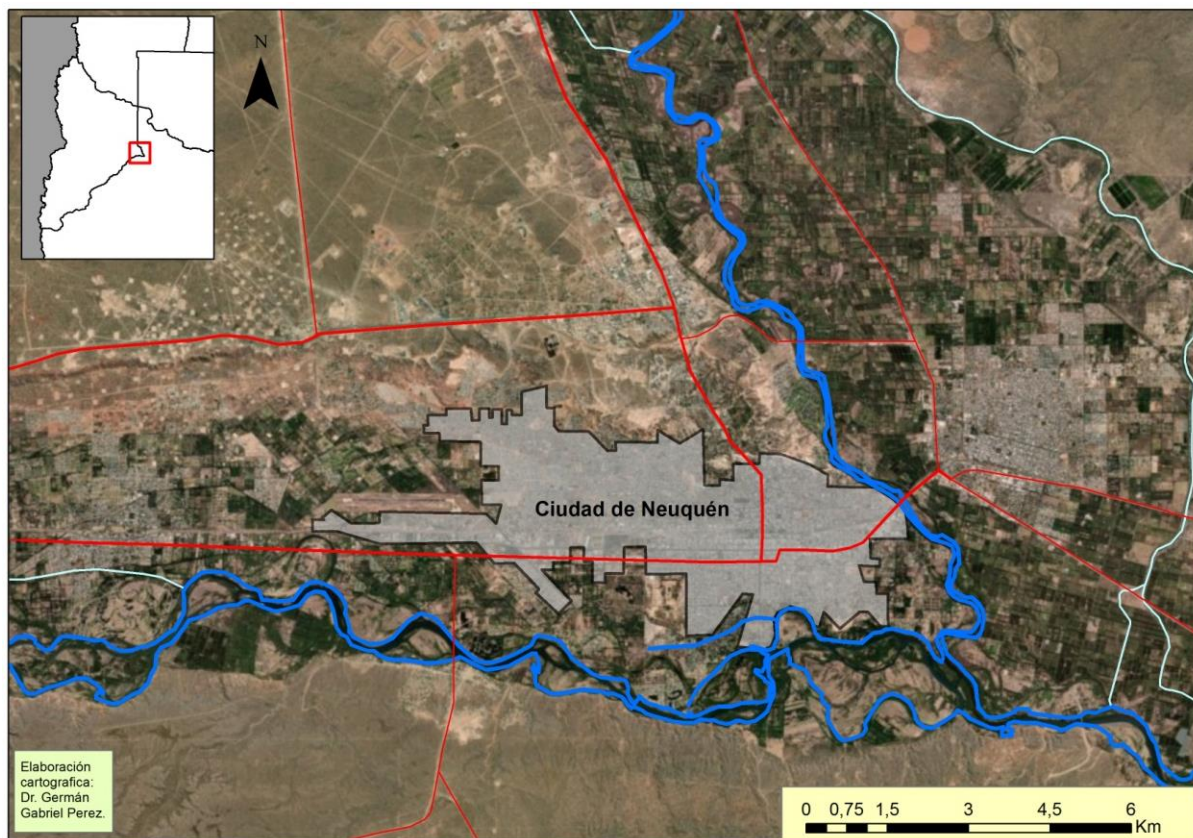 N
Ciudad de Neuquén
Elaboración
cartografica:
Dr. Germán
Gabriel Perez.
0 0,75 1,5 3 4,5 6
Km